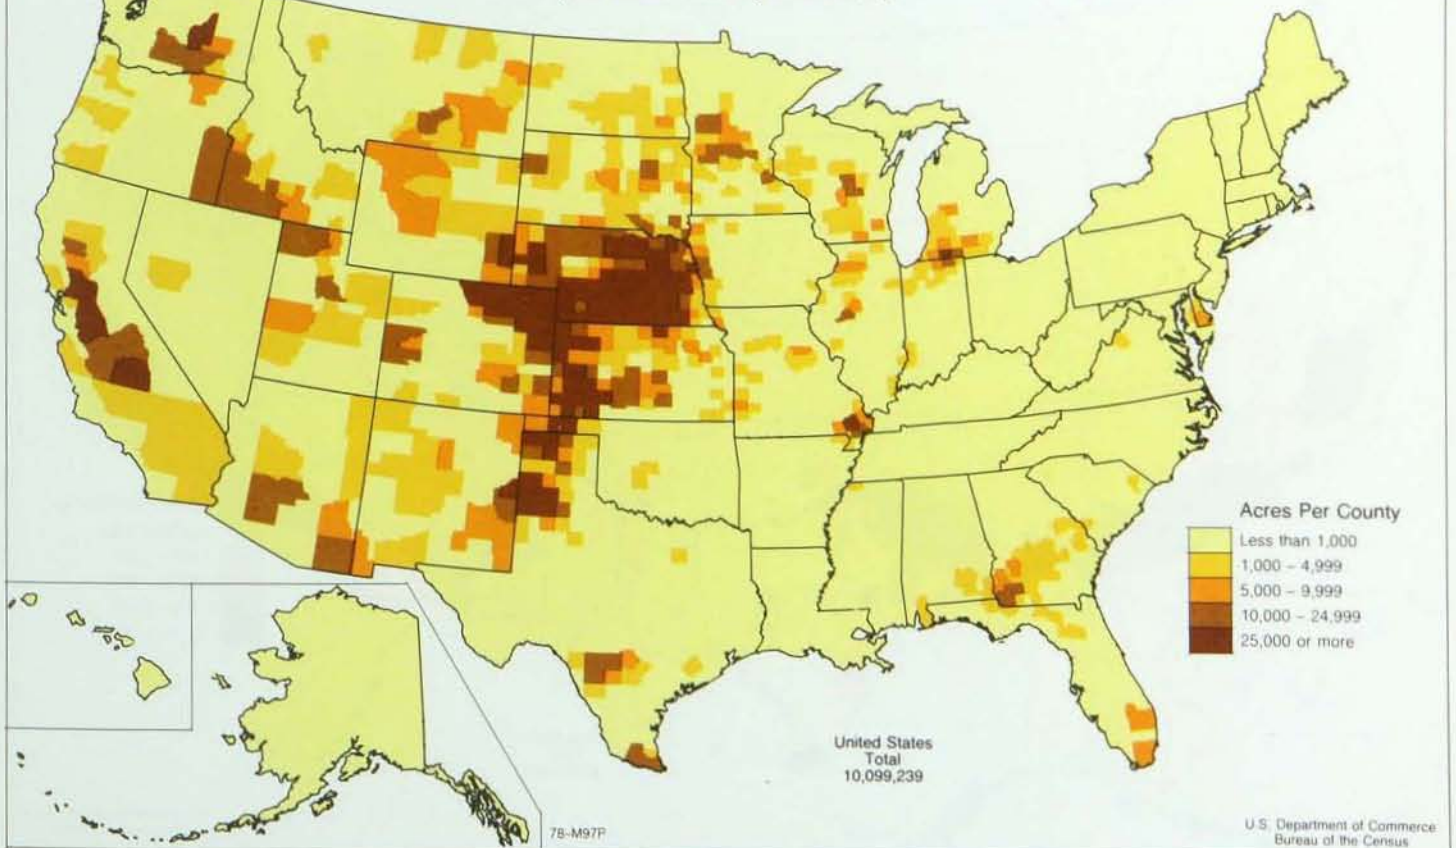 Acres Per County
Less than 1,000
1,000 – 4,999
5,000 – 9,999
10,000 – 24,999
25,000 or more
United States
Total
10,099,239
78-M97P
U.S. Department of Commerce
Bureau of the Census